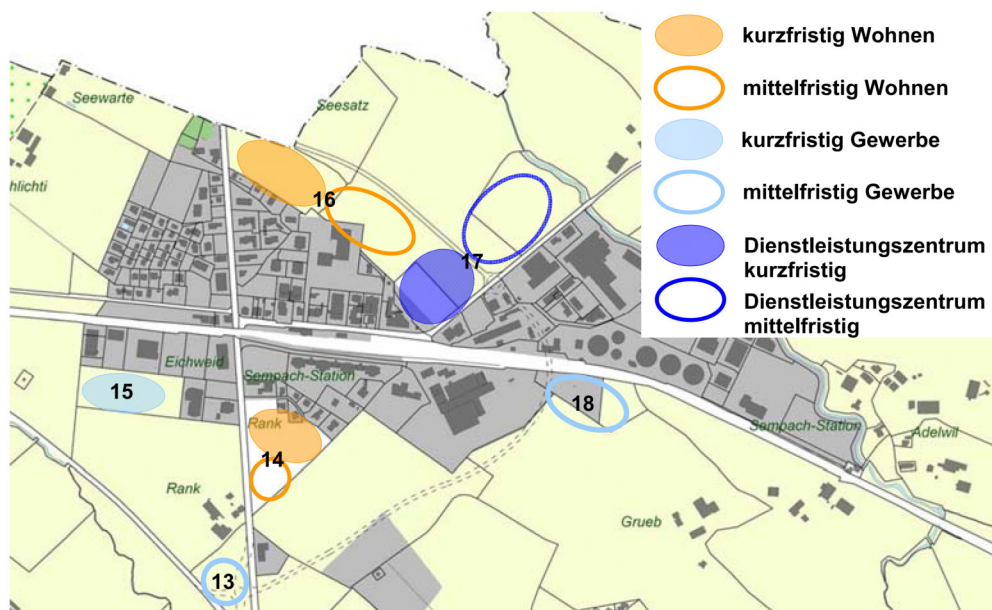 kurzfristig Wohnen
mittelfristig Wohnen
kurzfristig Gewerbe
mittelfristig Gewerbe
Dienstleistungszentrum
kurzfristig
Dienstleistungszentrum
mittelfristig
Seewarte
Seesatz
hlichti
16
17
Eichweid
Sempach-Station
15
18
Rank
14
Sempach-Station
Adelwil
Rank
Grueb
13